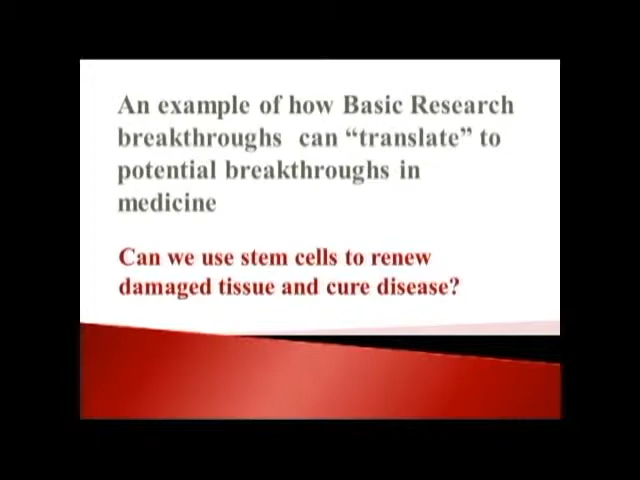 An example of how Basic Research
breakthroughs can “translate” to
potential breakthroughs in
medicine
Can we use stem cells to renew
damaged tissue and cure disease?